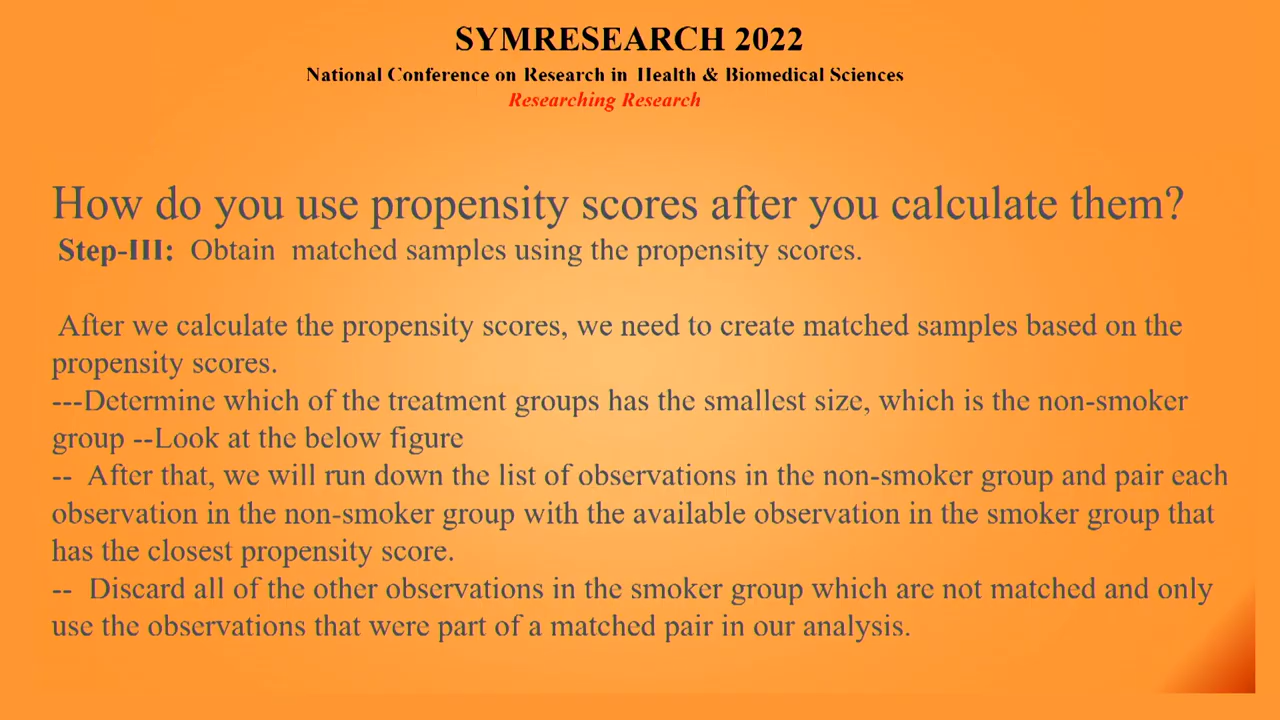 SYMRESEARCH 2022
National Conference on Research in Health & Biomedical Sciences
Researching Research
How do you use propensity scores after you calculate them?
Step-III: Obtain matched samples using the propensity scores.
After we calculate the propensity scores, we need to create matched samples based on the
propensity scores.
---Determine which of the treatment groups has the smallest size, which is the non-smoker
group --Look at the below figure
-- After that, we will run down the list of observations in the non-smoker group and pair each
observation in the non-smoker group with the available observation in the smoker group that
has the closest propensity score.
-- Discard all of the other observations in the smoker group which are not matched and only
use the observations that were part of a matched pair in our analysis.